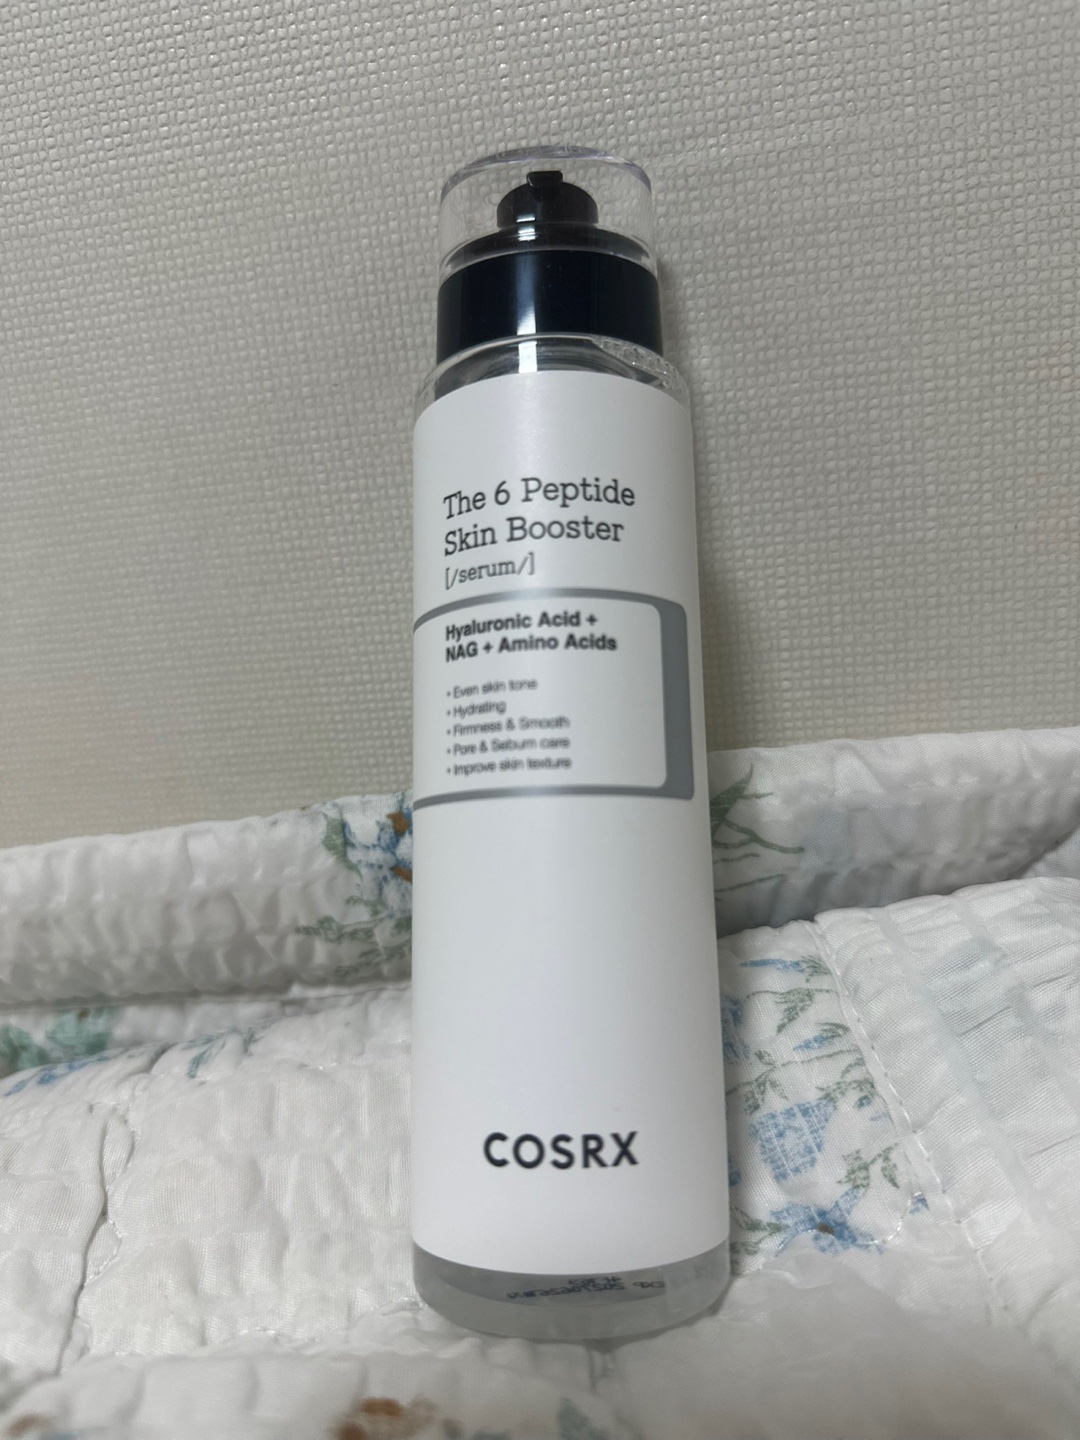 The 6 Peptide
Skin Booster
[/serum/]
Hyaluronic Acid +
NAG + Amino Acids
• Even skin tone
• Hydrating
• Firmness & Smooth
• Pore & Sebum care
• Improve skin texture
COSRX